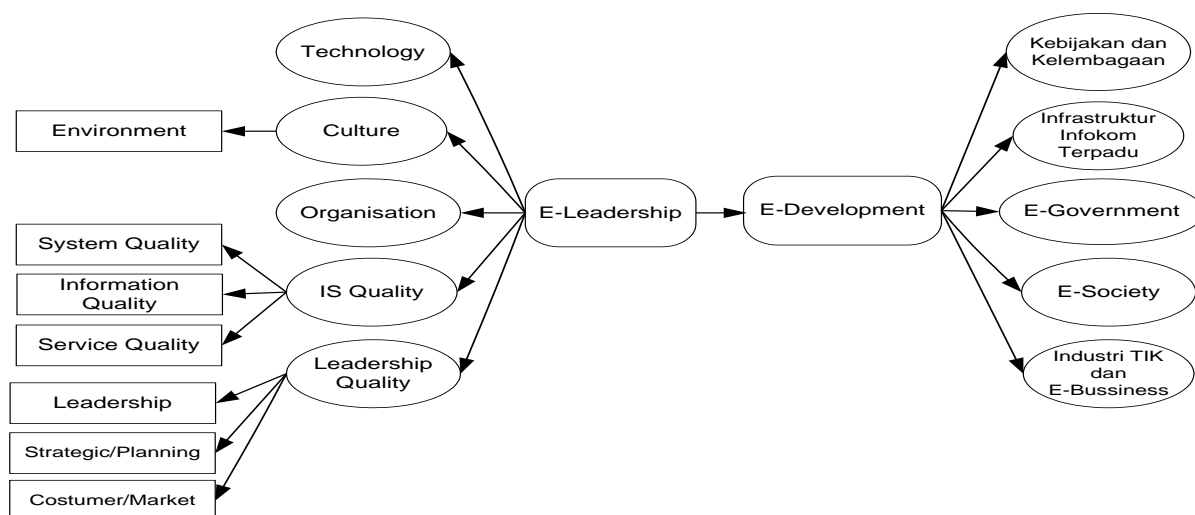 Technology
Environment
Culture
Organisation
System Quality
Information
Quality
IS Quality
Service Quality
Leadership
Quality
Leadership
Strategic/Planning
Costumer/Market
E-Leadership
E-Development
Kebijakan dan
Kelembagaan
Infrastruktur
Infokom
Terpadu
E-Government
E-Society
Industri TIK
dan
E-Bussiness